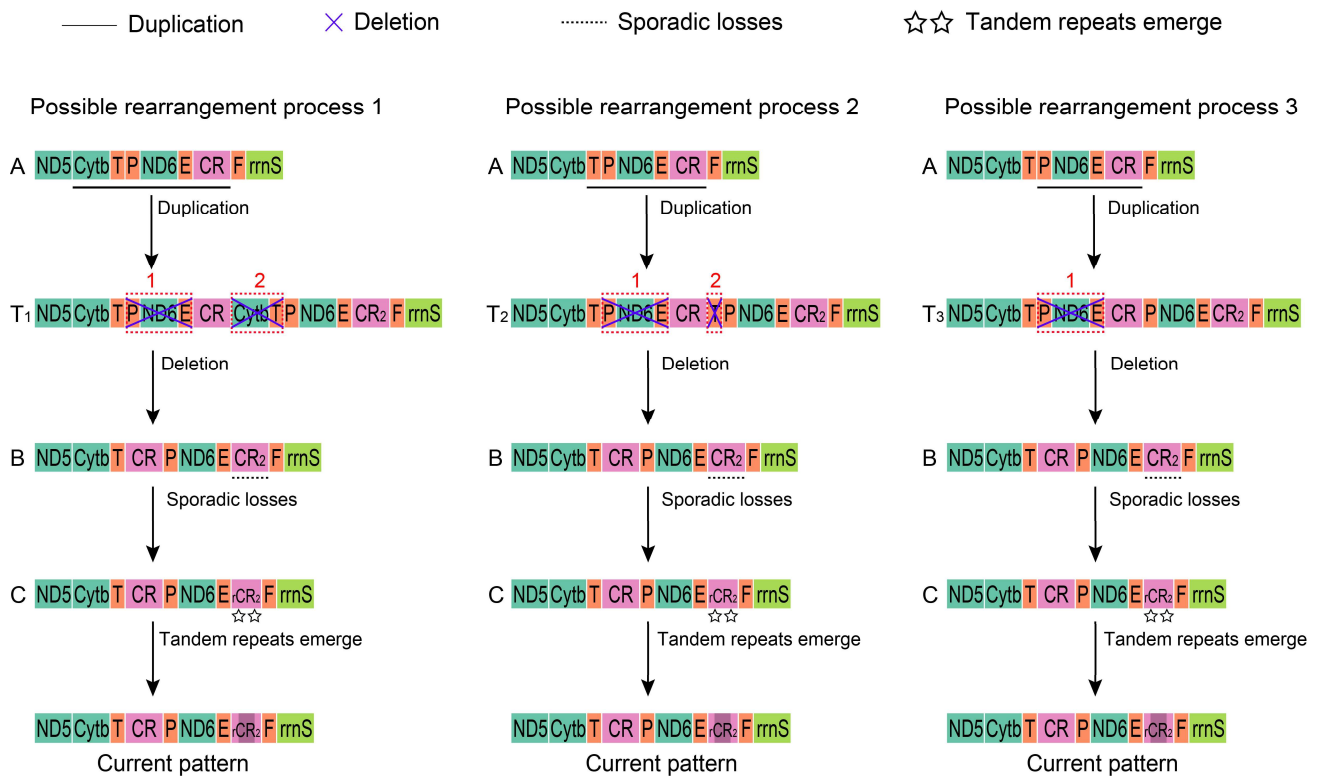 Duplication Deletion Sporadic losses Tandem repeats emerge
Possible rearrangement process 1
A ND5 Cytb T P ND6 E CR F rrnS
Duplication
1 2
T1 ND5 Cytb T P ND6 E CR Cytb T P ND6 E CR2 F rrnS
Deletion
B ND5 Cytb T CR P ND6 E CR2 F rrnS
Sporadic losses
C ND5 Cytb T CR P ND6 E rCR2 F rrnS
Tandem repeats emerge
ND5 Cytb T CR P ND6 E rCR2 F rrnS
Current pattern
Possible rearrangement process 2
A ND5 Cytb T P ND6 E CR F rrnS
Duplication
1 2
T2 ND5 Cytb T P ND6 E CR T P ND6 E CR2 F rrnS
Deletion
B ND5 Cytb T CR P ND6 E CR2 F rrnS
Sporadic losses
C ND5 Cytb T CR P ND6 E rCR2 F rrnS
Tandem repeats emerge
ND5 Cytb T CR P ND6 E rCR2 F rrnS
Current pattern
Possible rearrangement process 3
A ND5 Cytb T P ND6 E CR F rrnS
Duplication
1
T3 ND5 Cytb T P ND6 E CR P ND6 E CR2 F rrnS
Deletion
B ND5 Cytb T CR P ND6 E CR2 F rrnS
Sporadic losses
C ND5 Cytb T CR P ND6 E rCR2 F rrnS
Tandem repeats emerge
ND5 Cytb T CR P ND6 E rCR2 F rrnS
Current pattern